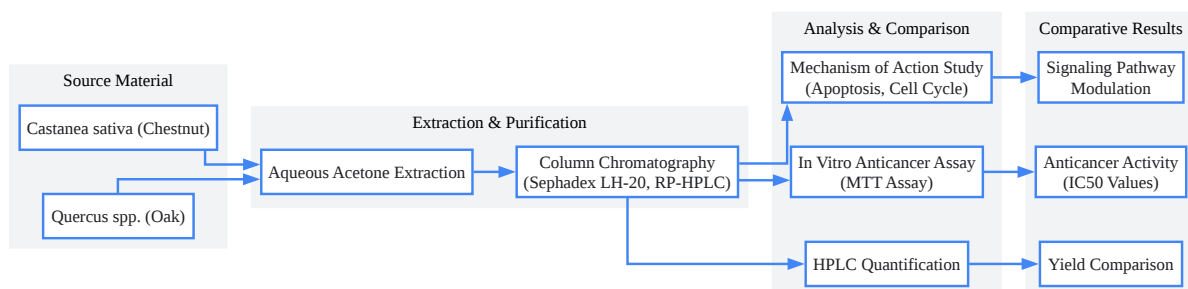 Source Material
Castanea sativa (Chestnut)
Quercus spp. (Oak)
Extraction & Purification
Aqueous Acetone Extraction
Column Chromatography
(Sephadex LH-20, RP-HPLC)
Analysis & Comparison
Mechanism of Action Study
(Apoptosis, Cell Cycle)
In Vitro Anticancer Assay
(MTT Assay)
HPLC Quantification
Comparative Results
Signaling Pathway
Modulation
Anticancer Activity
(IC50 Values)
Yield Comparison